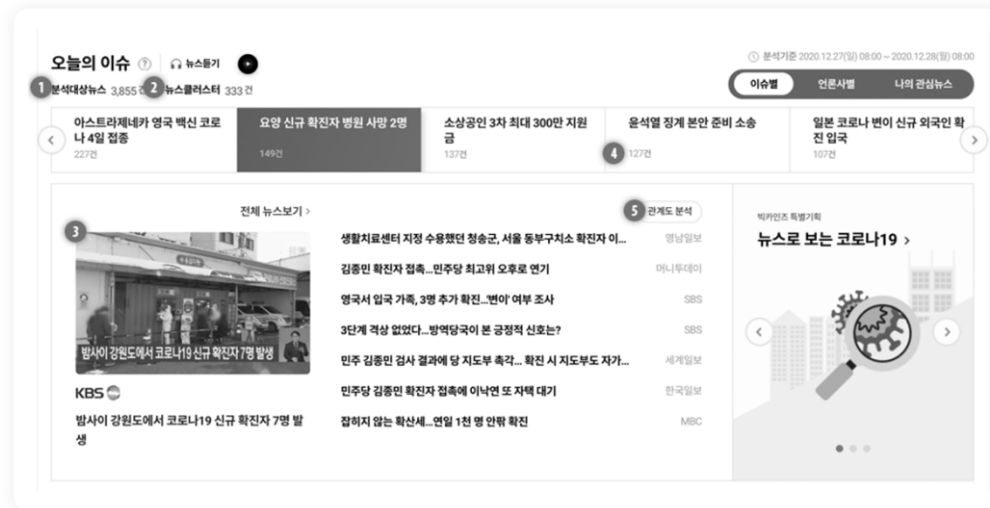 오늘의 이슈 ? 뉴스듣기 +
분석기준 2020.12.27(일) 08:00 ~ 2020.12.28(월) 08:00
1 분석대상뉴스 3,855 건 2 뉴스클러스터 333 건
이슈별 언론사별 나의 관심뉴스
아스트라제네카 영국 백신 코로
나 4일 접종
227건
요양 신규 확진자 병원 사망 2명
149건
소상공인 3차 최대 300만 지원
금
137건
윤석열 징계 본안 준비 소송
4 127건
일본 코로나 변이 신규 외국인 확
진 입국
107건
전체 뉴스보기 >
3
밤사이 강원도에서 코로나19 신규 확진자 7명 발생
KBS
밤사이 강원도에서 코로나19 신규 확진자 7명 발
생
5 관계도 분석
생활치료센터 지정 수용했던 청송군, 서울 동부구치소 확진자 이... 영남일보
김종민 확진자 접촉...민주당 최고위 오후로 연기 머니투데이
영국서 입국 가족, 3명 추가 확진...'변이' 여부 조사 SBS
3단계 격상 없었다...방역당국이 본 긍정적 신호는? SBS
민주 김종민 검사 결과에 당 지도부 촉각... 확진 시 지도부도 자가... 세계일보
민주당 김종민 확진자 접촉에 이낙연 또 자택 대기 한국일보
잡히지 않는 확산세...연일 1천 명 안팎 확진 MBC
빅카인즈 특별기획
뉴스로 보는 코로나19 >